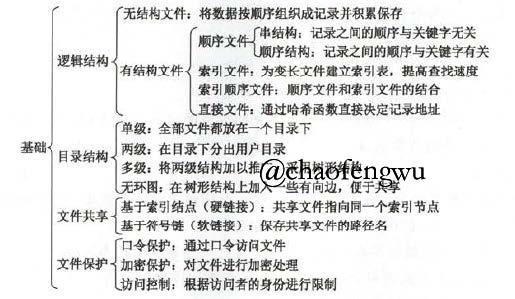 无结构文件：将数据按顺序组织成记录并积累保存
串结构：记录之间的顺序与关键字无关
顺序文件
顺序结构：记录之间的顺序与关键字有关
逻辑结构
有结构文件
索引文件：为变长文件建立索引表，提高查找速度
索引顺序文件：顺序文件和索引文件的结合
直接文件：通过哈希函数直接决定记录地址
基础
单级：全部文件都放在一个目录下
两级：在目录下分出用户目录
目录结构
多级：将两级结构加以推
用树形结构
@chaofengwu
无环图：在树形结构上加入一些有向边，便于共享
文件共享
基于索引结点（硬链接）：共享文件指向同一个索引节点
基于符号链（软链接）：保存共享文件的路径名
口令保护：通过口令访问文件
文件保护
加密保护：对文件进行加密处理
访问控制：根据访问者的身份进行限制